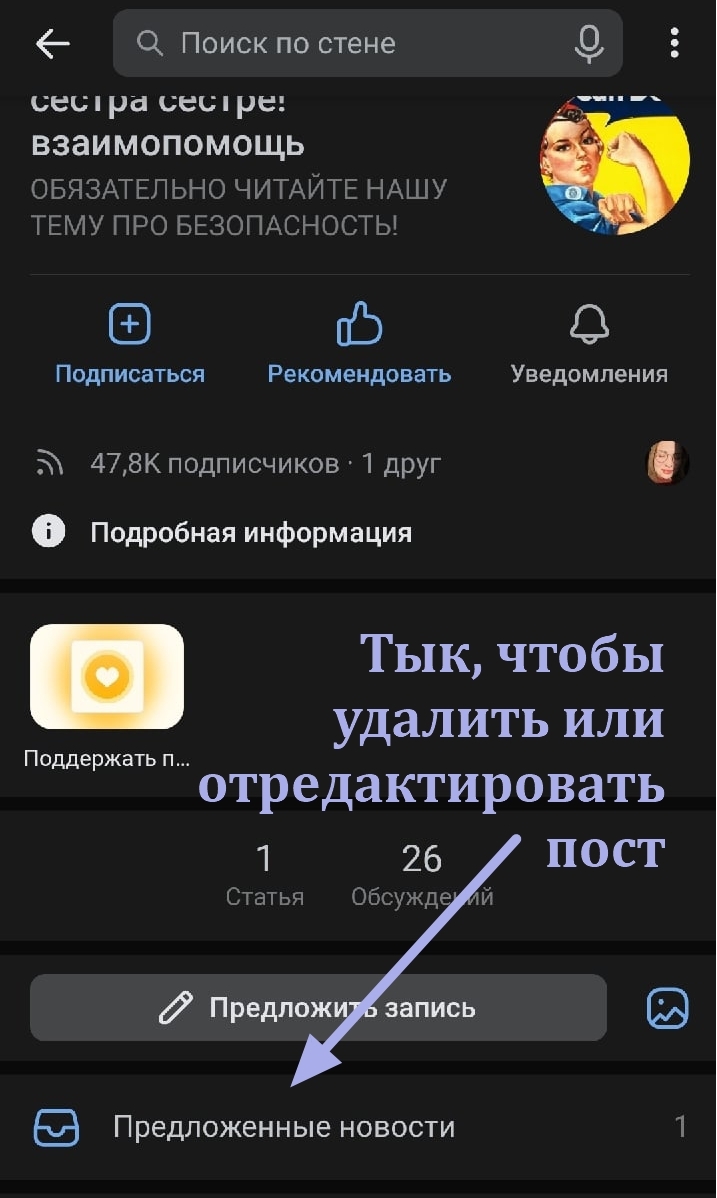 Поиск по стене
сестра сестре!
взаимопомощь
ОБЯЗАТЕЛЬНО ЧИТАЙТЕ НАШУ
ТЕМУ ПРО БЕЗОПАСНОСТЬ!
Подписаться
Рекомендовать
Уведомления
47,8K подписчиков · 1 друг
Подробная информация
Тык, чтобы
удалить или
отредактировать
пост
Поддержать п...
1
Статья
26
Обсуждений
Предложить запись
Предложенные новости
1